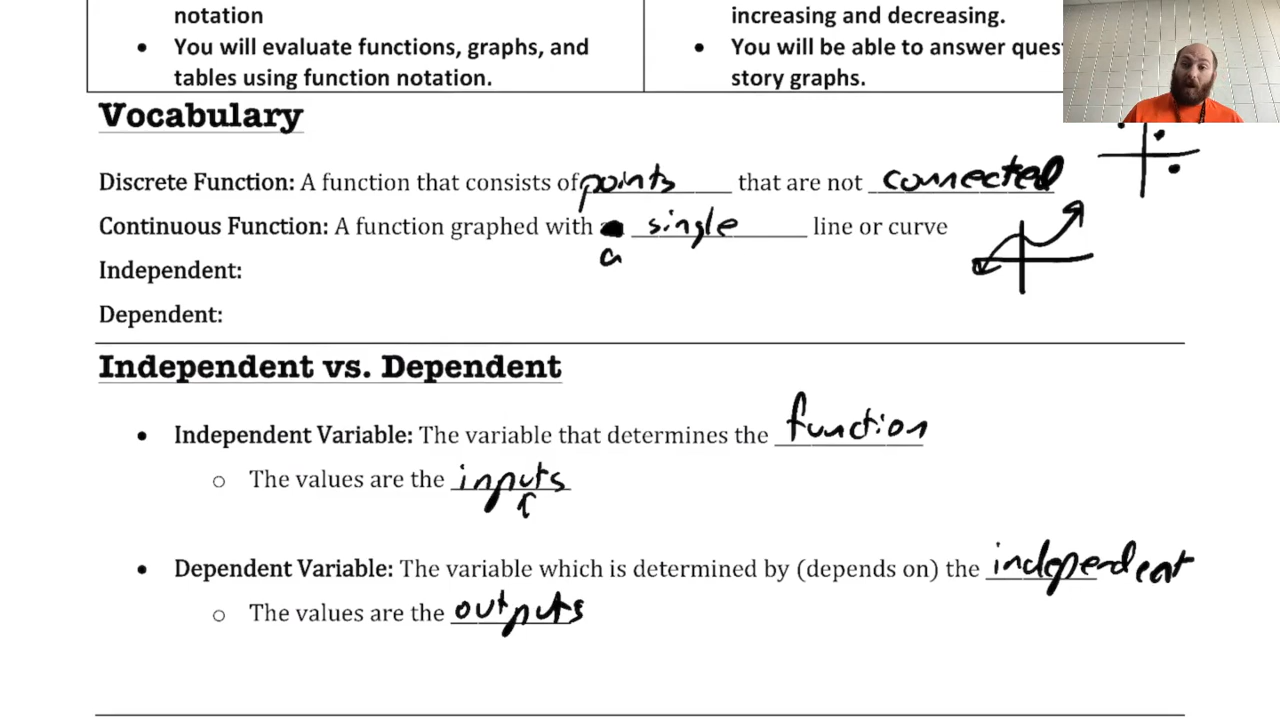 notation
• You will evaluate functions, graphs, and
tables using function notation.
increasing and decreasing.
• You will be able to answer ques
story graphs.
Vocabulary
Discrete Function: A function that consists of points that are not connected
Continuous Function: A function graphed with a single line or curve
Independent:
Dependent:
Independent vs. Dependent
• Independent Variable: The variable that determines the function
○ The values are the inputs
• Dependent Variable: The variable which is determined by (depends on) the independent
○ The values are the outputs